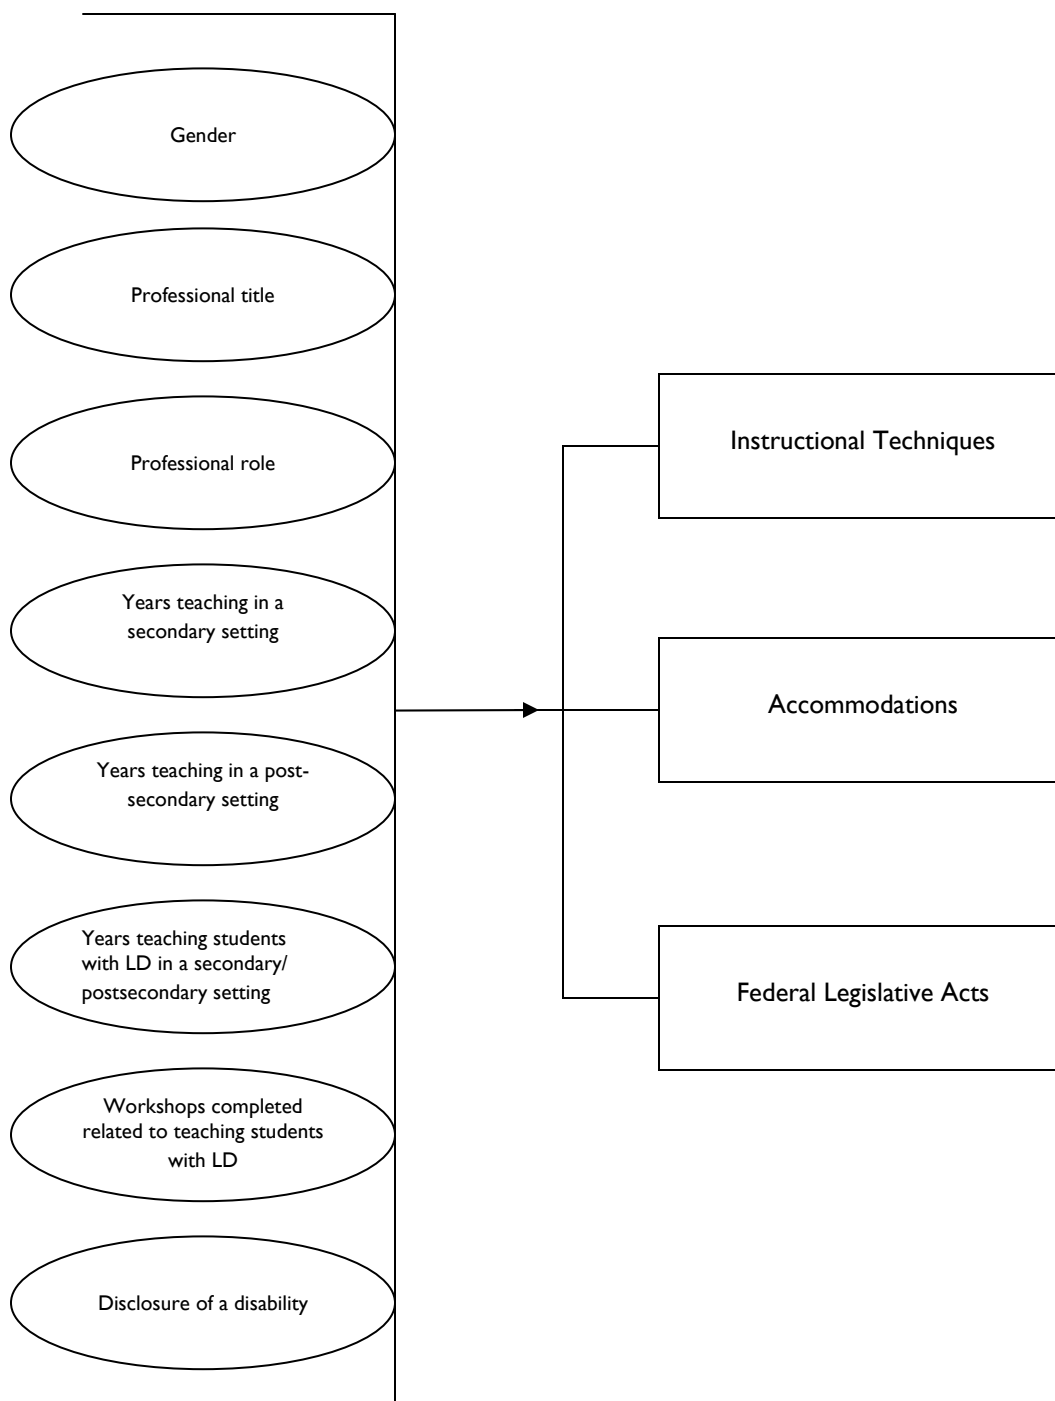 Gender
Professional title
Professional role
Years teaching in a
secondary setting
Years teaching in a post-
secondary setting
Years teaching students
with LD in a secondary/
postsecondary setting
Workshops completed
related to teaching students
with LD
Disclosure of a disability
Instructional Techniques
Accommodations
Federal Legislative Acts